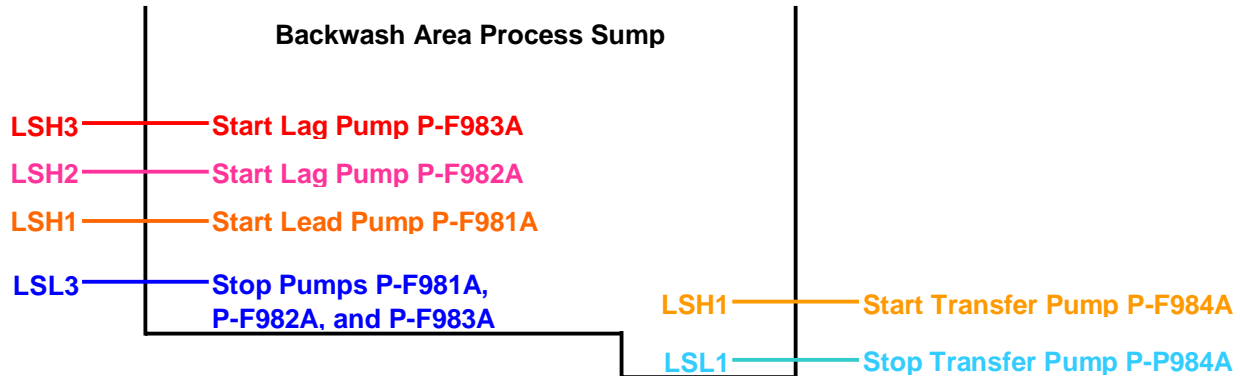 Backwash Area Process Sump
LSH3 Start Lag Pump P-F983A
LSH2 Start Lag Pump P-F982A
LSH1 Start Lead Pump P-F981A
LSL3 Stop Pumps P-F981A,
P-F982A, and P-F983A
LSH1 Start Transfer Pump P-F984A
LSL1 Stop Transfer Pump P-P984A